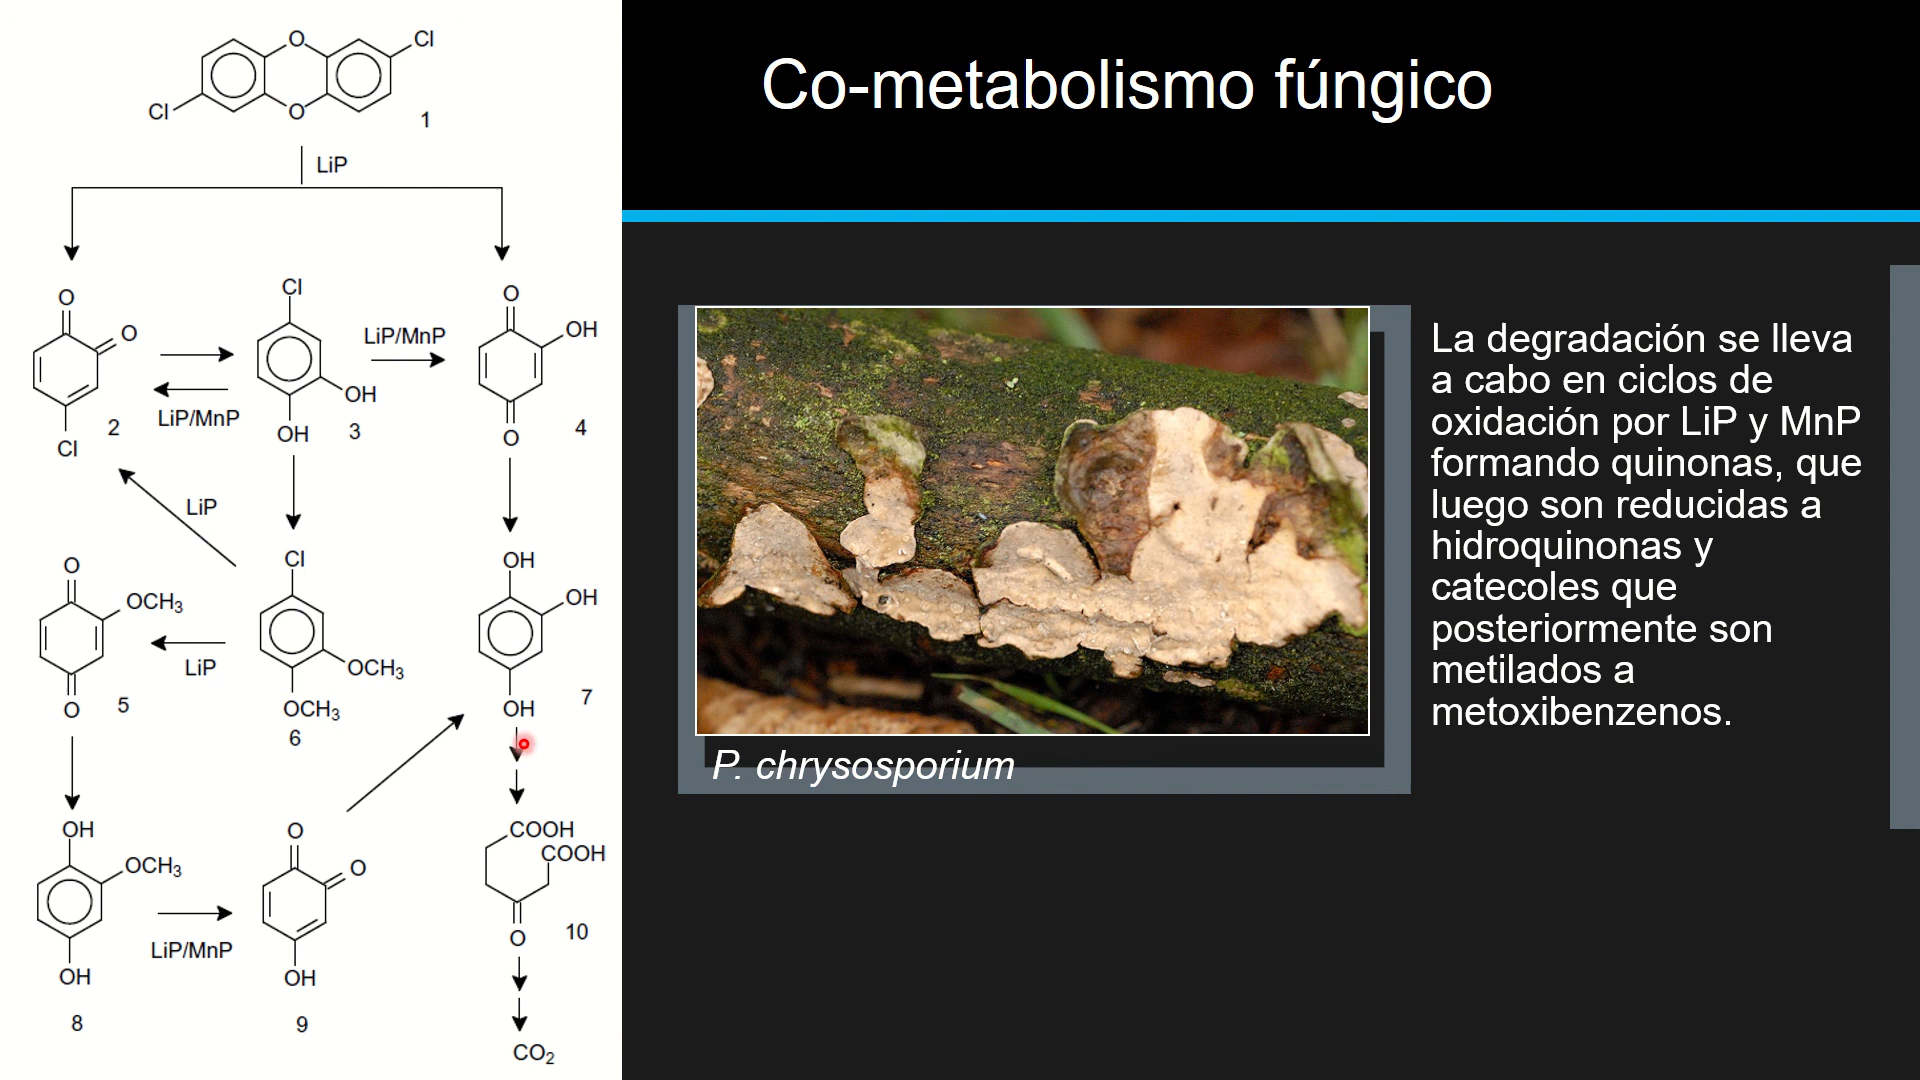 Co-metabolismo fúngico
La degradación se lleva
a cabo en ciclos de
oxidación por LiP y MnP
formando quinonas, que
luego son reducidas a
hidroquinonas y
catecoles que
posteriormente son
metilados a
metoxibenzenos.
P. chrysosporium
O
Cl
Cl
O
1
LiP
O
O
Cl
2
LiP/MnP
Cl
OH
OH
3
LiP/MnP
O
OH
O
4
LiP
O
OCH3
O
5
LiP
Cl
OCH3
OCH3
6
OH
OH
OH
7
OH
OCH3
OH
8
LiP/MnP
O
O
OH
9
COOH
COOH
O
10
CO2